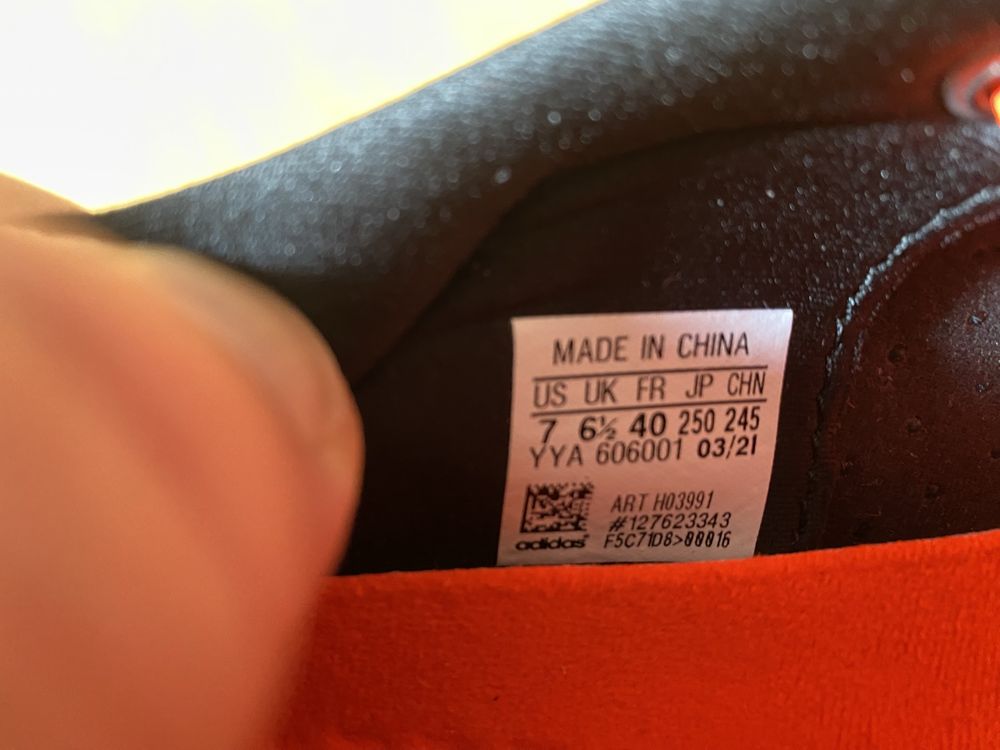 MADE IN CHINA
US UK FR JP CHN
7 6½ 40 250 245
YYA 606001 03/21
ART H03991
#127623343
adidas F5C71D8>00016